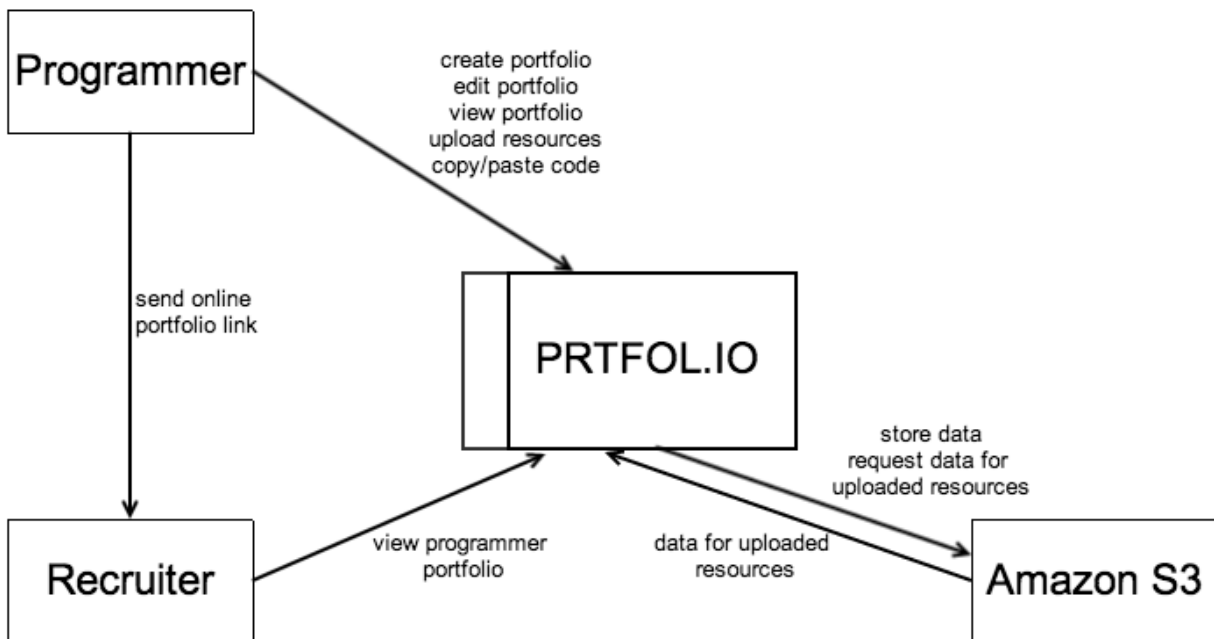 Programmer
create portfolio
edit portfolio
view portfolio
upload resources
copy/paste code
send online
portfolio link
PRTFOL.IO
store data
request data for
uploaded resources
view programmer
portfolio
data for uploaded
resources
Recruiter
Amazon S3